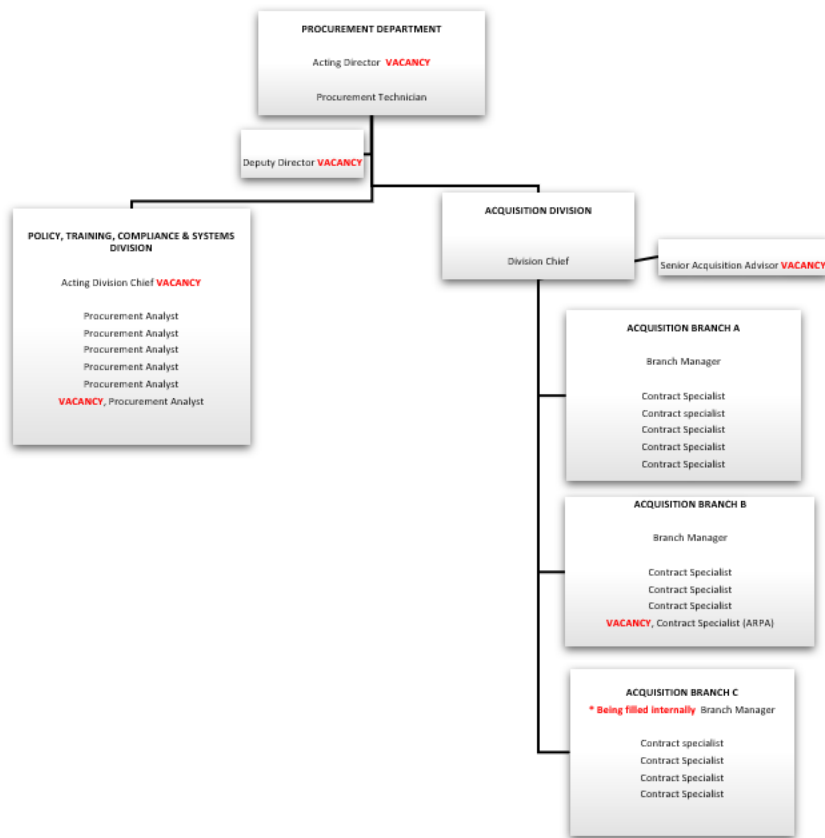 PROCUREMENT DEPARTMENT
Acting Director VACANCY
Procurement Technician
Deputy Director VACANCY
POLICY, TRAINING, COMPLIANCE & SYSTEMS
DIVISION
Acting Division Chief VACANCY
Procurement Analyst
Procurement Analyst
Procurement Analyst
Procurement Analyst
Procurement Analyst
VACANCY, Procurement Analyst
ACQUISITION DIVISION
Division Chief
Senior Acquisition Advisor VACANCY
ACQUISITION BRANCH A
Branch Manager
Contract Specialist
Contract specialist
Contract Specialist
Contract Specialist
Contract Specialist
ACQUISITION BRANCH B
Branch Manager
Contract Specialist
Contract Specialist
Contract Specialist
VACANCY, Contract Specialist (ARPA)
ACQUISITION BRANCH C
* Being filled internally Branch Manager
Contract specialist
Contract Specialist
Contract Specialist
Contract Specialist